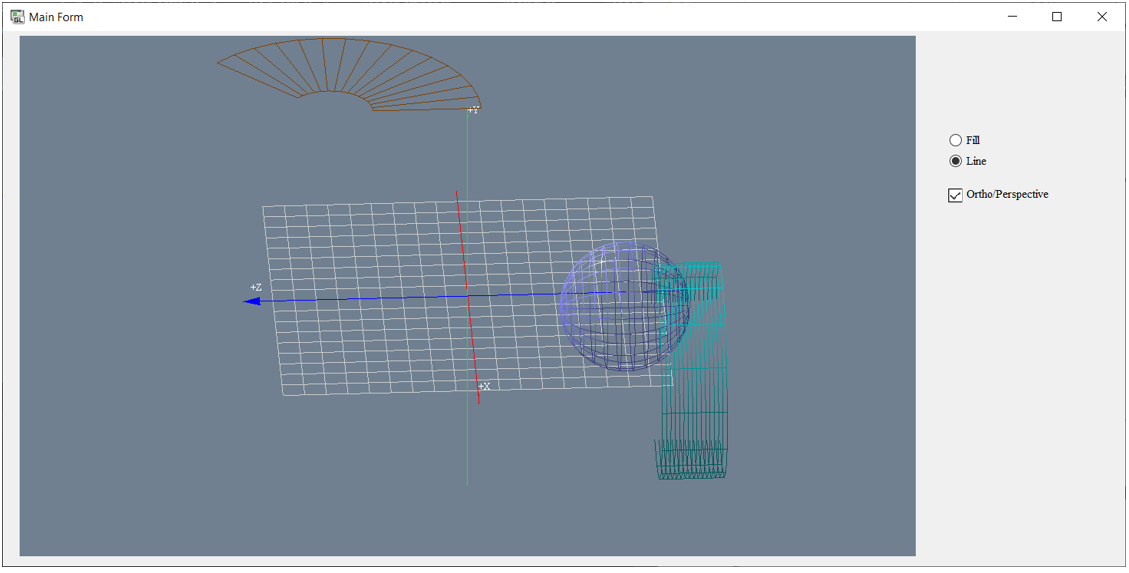 Main Form
+Y
Fill
Line
Ortho/Perspective
+Z
+X